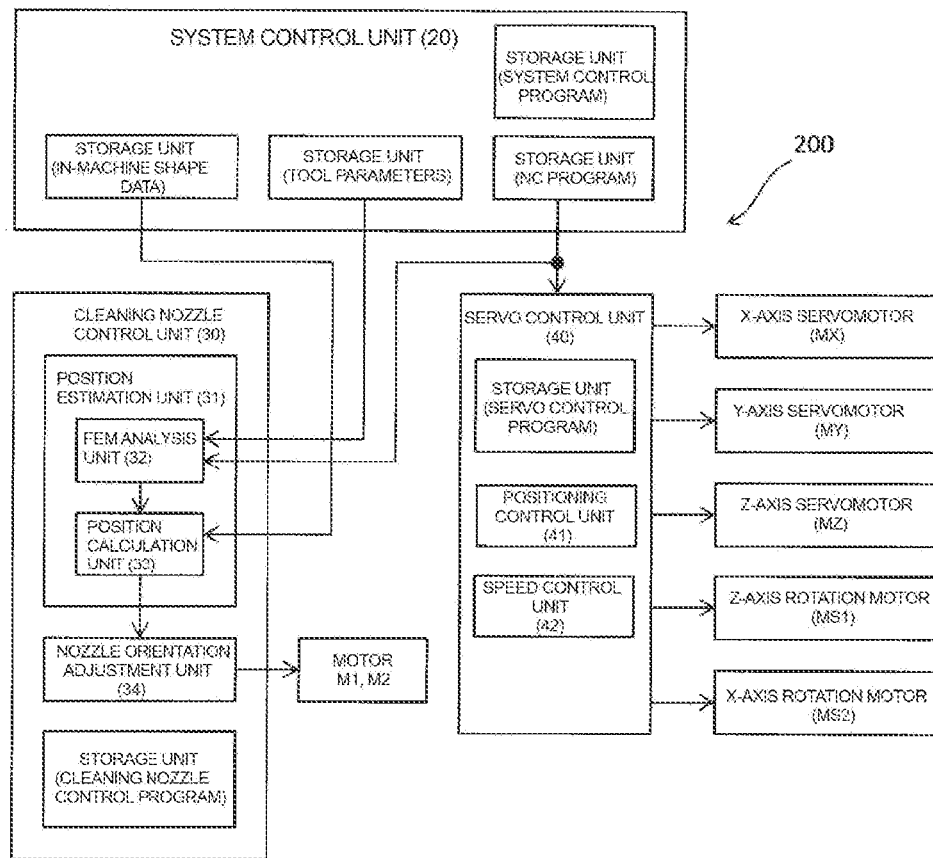 SYSTEM CONTROL UNIT (20)
STORAGE UNIT
(SYSTEM CONTROL
PROGRAM)
STORAGE UNIT
(IN-MACHINE SHAPE
DATA)
STORAGE UNIT
(TOOL PARAMETERS)
STORAGE UNIT
(NC PROGRAM)
200
CLEANING NOZZLE
CONTROL UNIT (30)
POSITION
ESTIMATION UNIT (31)
FEM ANALYSIS
UNIT (32)
POSITION
CALCULATION
UNIT (33)
NOZZLE ORIENTATION
ADJUSTMENT UNIT
(34)
STORAGE UNIT
(CLEANING NOZZLE
CONTROL PROGRAM)
MOTOR
M1, M2
SERVO CONTROL UNIT
(40)
STORAGE UNIT
(SERVO CONTROL
PROGRAM)
POSITIONING
CONTROL UNIT
(41)
SPEED CONTROL
UNIT
(42)
X-AXIS SERVOMOTOR
(MX)
Y-AXIS SERVOMOTOR
(MY)
Z-AXIS SERVOMOTOR
(MZ)
Z-AXIS ROTATION MOTOR
(MS1)
X-AXIS ROTATION MOTOR
(MS2)